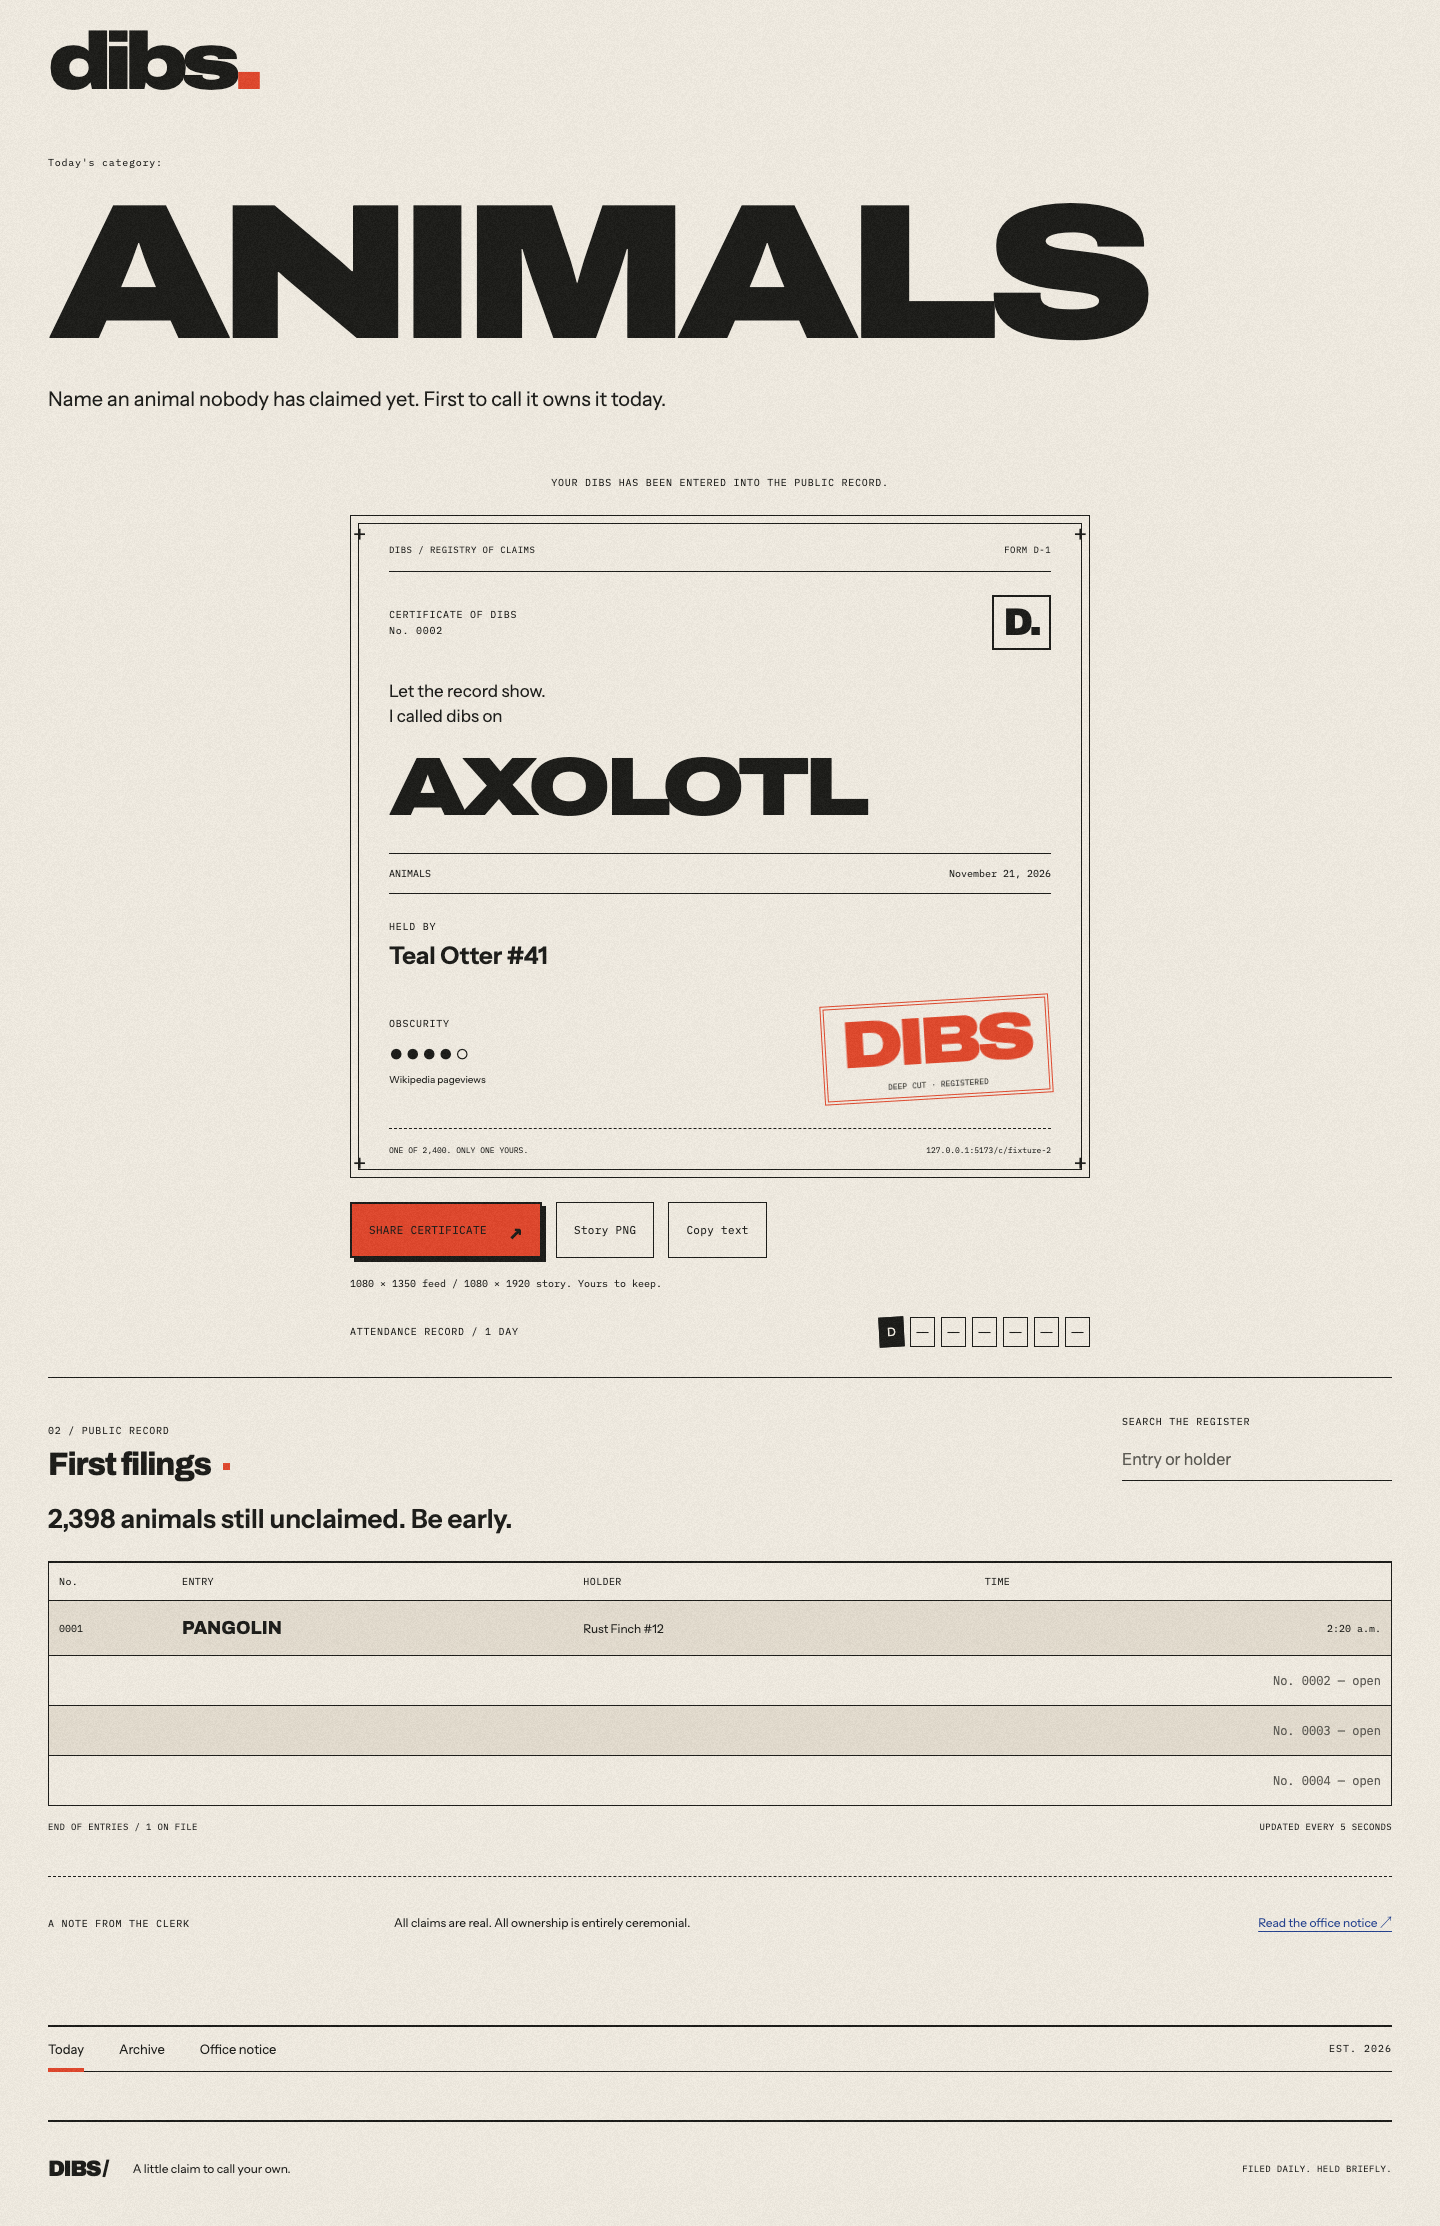 dibs.
Today's category:
ANIMALS
Name an animal nobody has claimed yet. First to call it owns it today.
YOUR DIBS HAS BEEN ENTERED INTO THE PUBLIC RECORD.
DIBS / REGISTRY OF CLAIMS
FORM D-1
CERTIFICATE OF DIBS
No. 0002
D.
Let the record show.
I called dibs on
AXOLOTL
ANIMALS
November 21, 2026
HELD BY
Teal Otter #41
OBSCURITY
Wikipedia pageviews
DIBS
DEEP CUT · REGISTERED
ONE OF 2,400. ONLY ONE YOURS.
127.0.0.1:5173/c/fixture-2
SHARE CERTIFICATE ↗
Story PNG
Copy text
1080 × 1350 feed / 1080 × 1920 story. Yours to keep.
ATTENDANCE RECORD / 1 DAY
D — — — — — —
02 / PUBLIC RECORD
First filings
SEARCH THE REGISTER
Entry or holder
2,398 animals still unclaimed. Be early.
No. ENTRY HOLDER TIME
0001 PANGOLIN Rust Finch #12 2:20 a.m.
No. 0002 — open
No. 0003 — open
No. 0004 — open
END OF ENTRIES / 1 ON FILE
UPDATED EVERY 5 SECONDS
A NOTE FROM THE CLERK
All claims are real. All ownership is entirely ceremonial.
Read the office notice ↗
Today Archive Office notice
EST. 2026
DIBS/
A little claim to call your own.
FILED DAILY. HELD BRIEFLY.